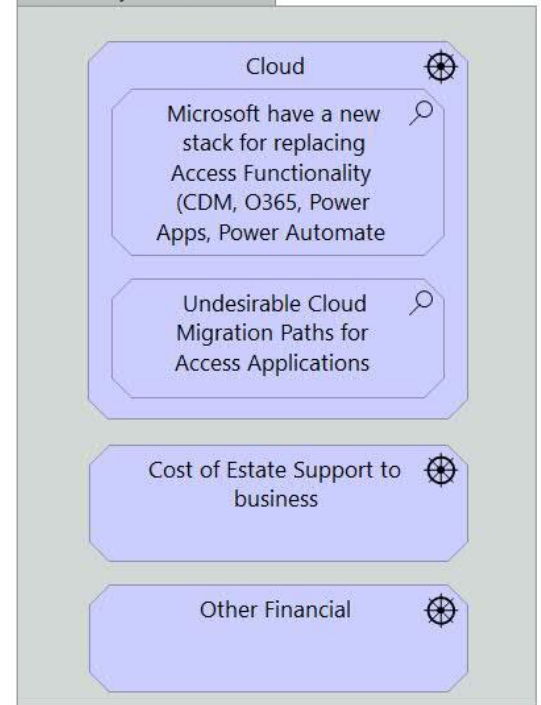 Cloud
Microsoft have a new
stack for replacing
Access Functionality
(CDM, O365, Power
Apps, Power Automate
Undesirable Cloud
Migration Paths for
Access Applications
Cost of Estate Support to
business
Other Financial